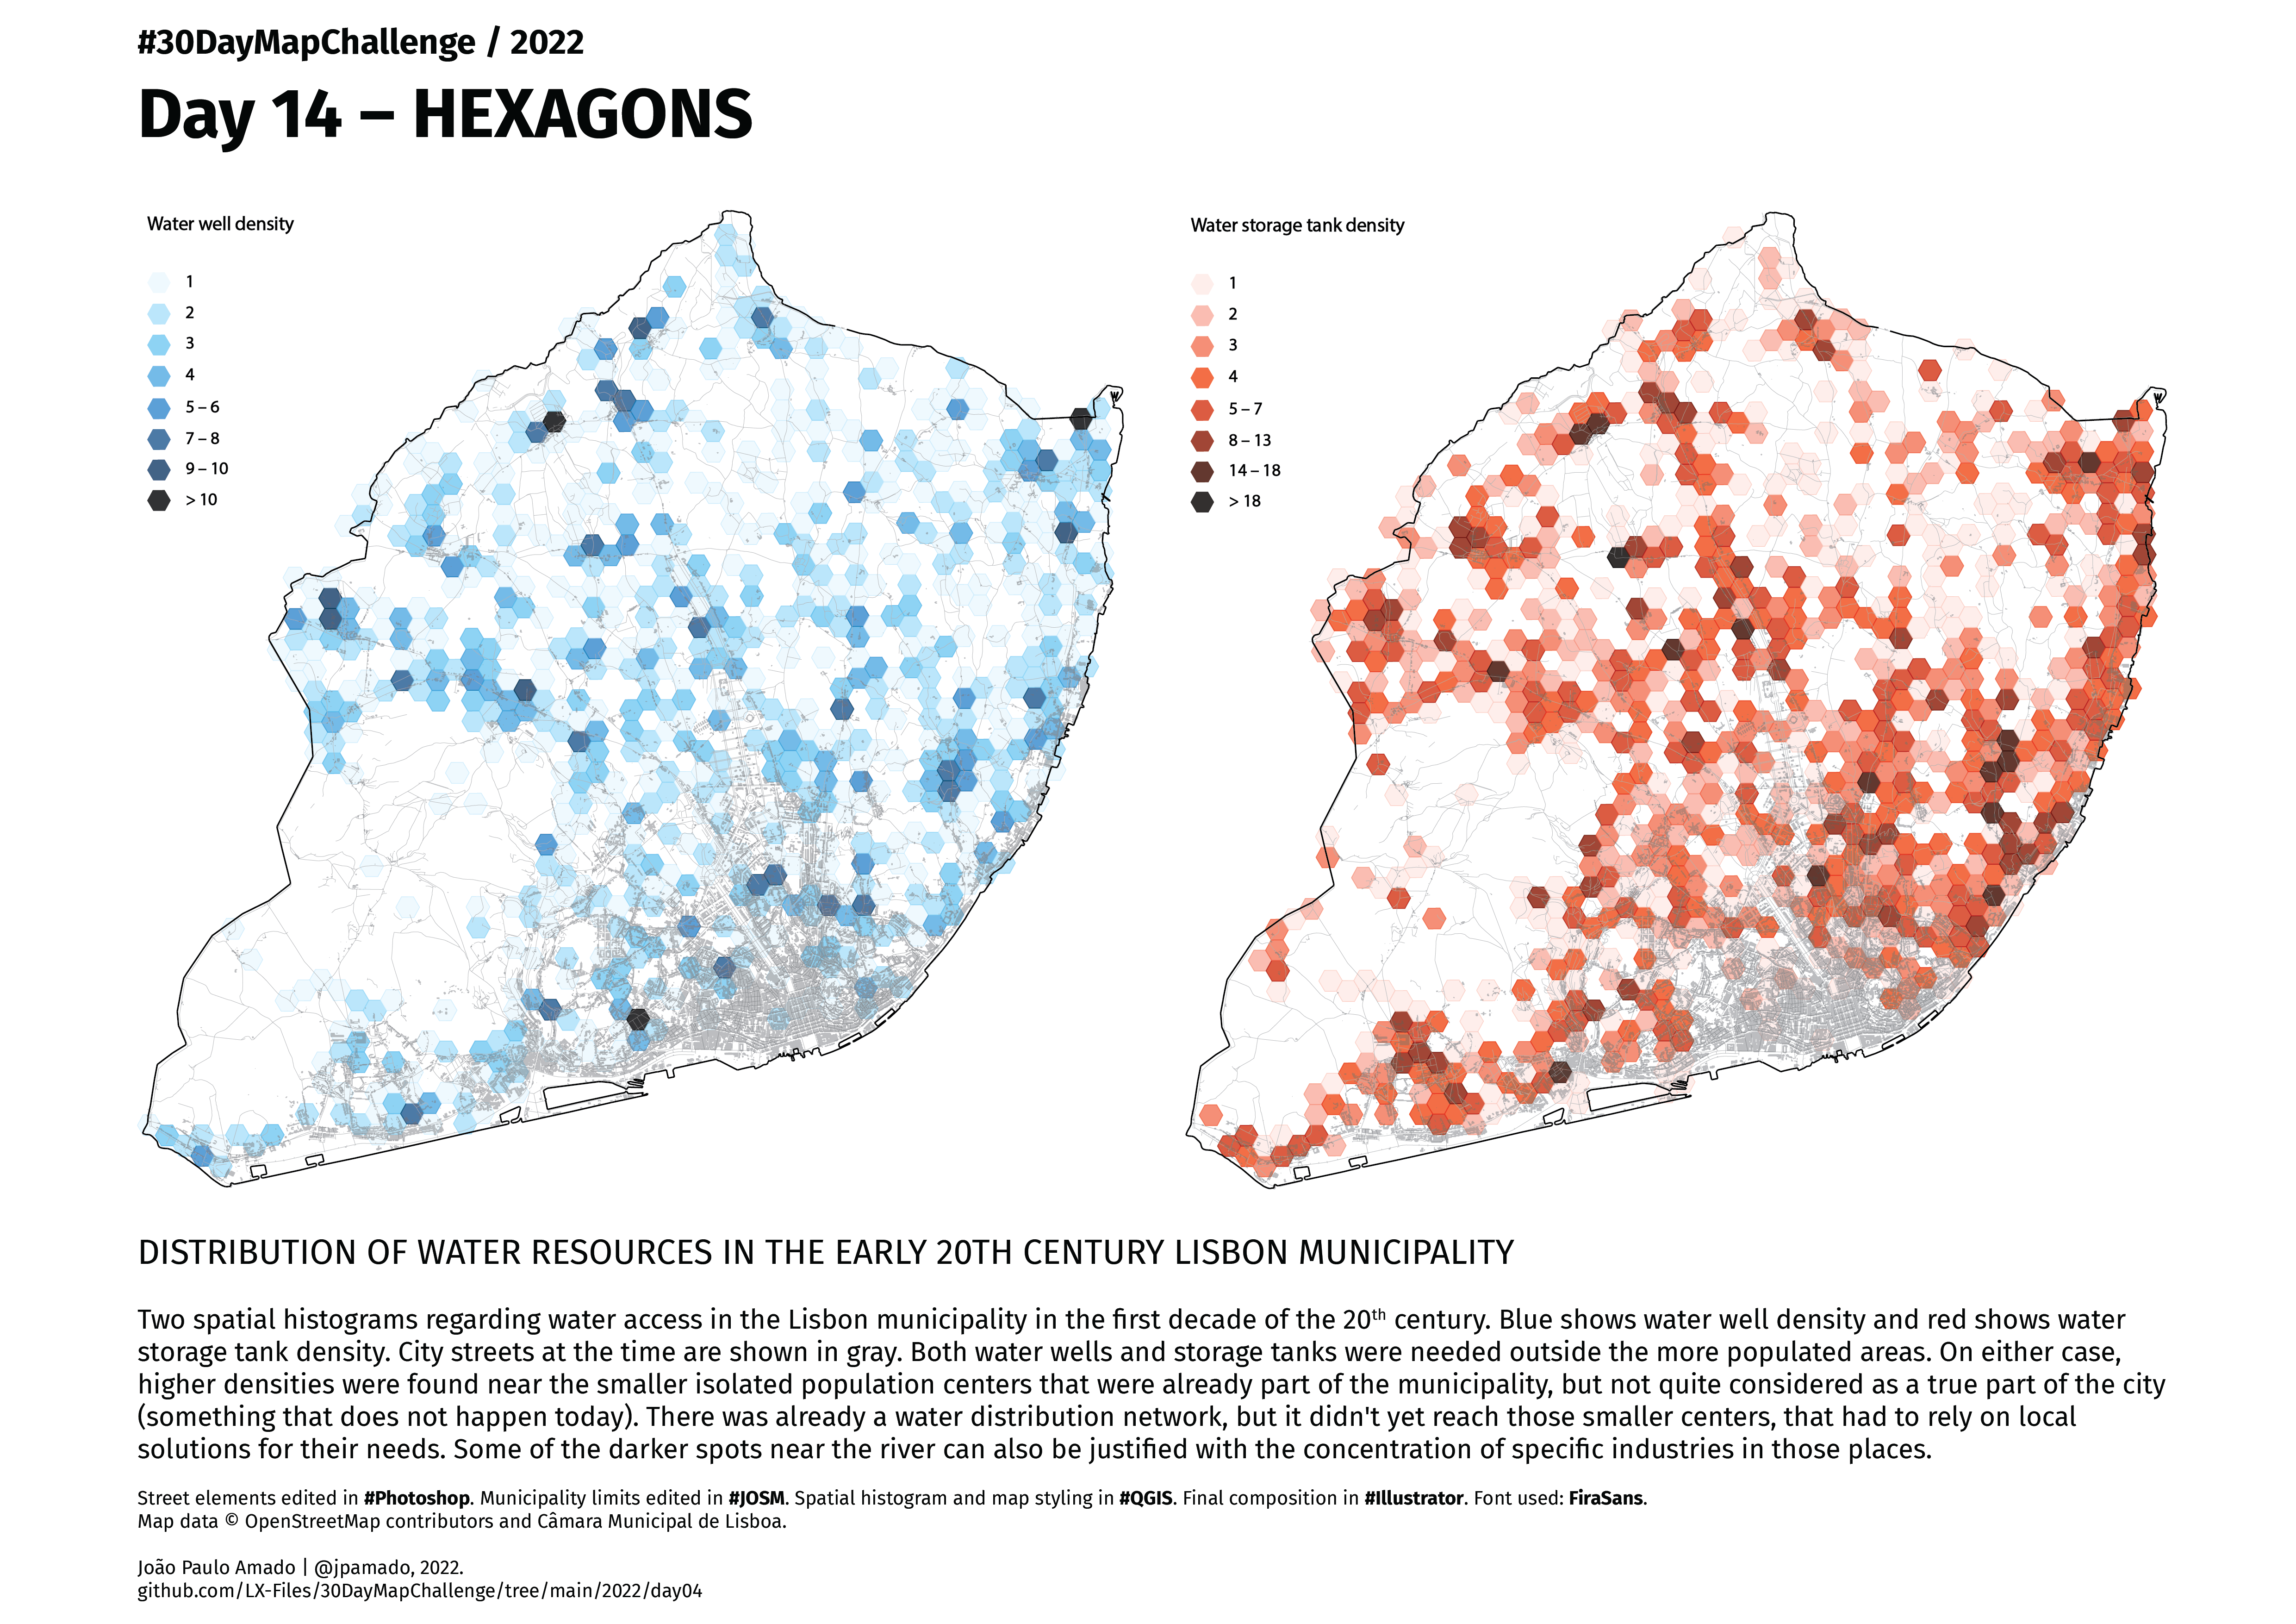 #30DayMapChallenge / 2022
Day 14 – HEXAGONS
Water well density
1
2
3
4
5 – 6
7 – 8
9 – 10
> 10
Water storage tank density
1
2
3
4
5 – 7
8 – 13
14 – 18
> 18
DISTRIBUTION OF WATER RESOURCES IN THE EARLY 20TH CENTURY LISBON MUNICIPALITY
Two spatial histograms regarding water access in the Lisbon municipality in the first decade of the 20th century. Blue shows water well density and red shows water
storage tank density. City streets at the time are shown in gray. Both water wells and storage tanks were needed outside the more populated areas. On either case,
higher densities were found near the smaller isolated population centers that were already part of the municipality, but not quite considered as a true part of the city
(something that does not happen today). There was already a water distribution network, but it didn't yet reach those smaller centers, that had to rely on local
solutions for their needs. Some of the darker spots near the river can also be justified with the concentration of specific industries in those places.
Street elements edited in #Photoshop. Municipality limits edited in #JOSM. Spatial histogram and map styling in #QGIS. Final composition in #Illustrator. Font used: FiraSans.
Map data © OpenStreetMap contributors and Câmara Municipal de Lisboa.
João Paulo Amado | @jpamado, 2022.
github.com/LX-Files/30DayMapChallenge/tree/main/2022/day04